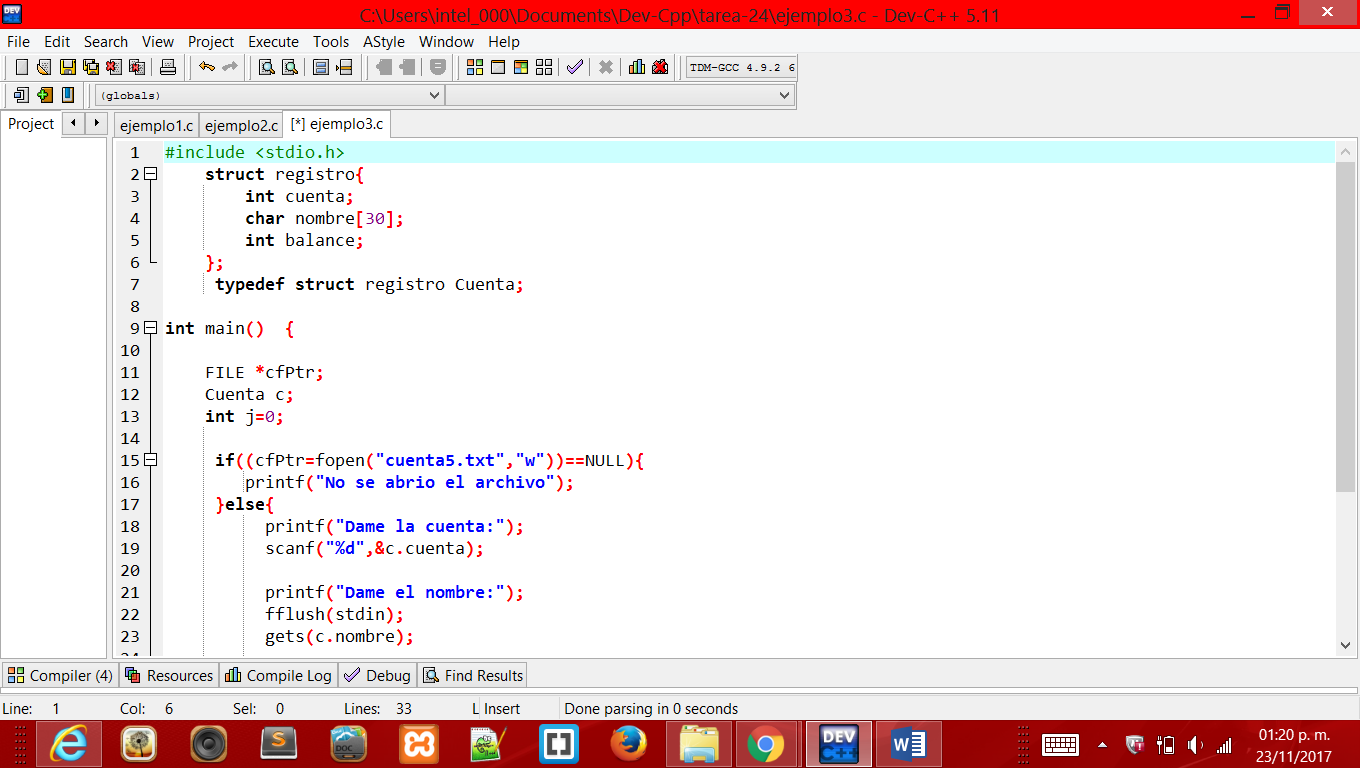 C:\Users\intel_000\Documents\Dev-Cpp\tarea-24\ejemplo3.c - Dev-C++ 5.11
File Edit Search View Project Execute Tools AStyle Window Help
TDM-GCC 4.9.2 6
(globals)
Project ejemplo1.c ejemplo2.c [*] ejemplo3.c
1 #include <stdio.h>
2 struct registro{
3 int cuenta;
4 char nombre[30];
5 int balance;
6 };
7 typedef struct registro Cuenta;
8
9 int main()  {
10
11 FILE *cfPtr;
12 Cuenta c;
13 int j=0;
14
15 if((cfPtr=fopen("cuenta5.txt","w"))==NULL){
16 printf("No se abrio el archivo");
17 }else{
18 printf("Dame la cuenta:");
19 scanf("%d",&c.cuenta);
20
21 printf("Dame el nombre:");
22 fflush(stdin);
23 gets(c.nombre);
Compiler (4) Resources Compile Log Debug Find Results
Line: 1 Col: 6 Sel: 0 Lines: 33 L Insert Done parsing in 0 seconds
DEV C++
01:20 p. m.
23/11/2017